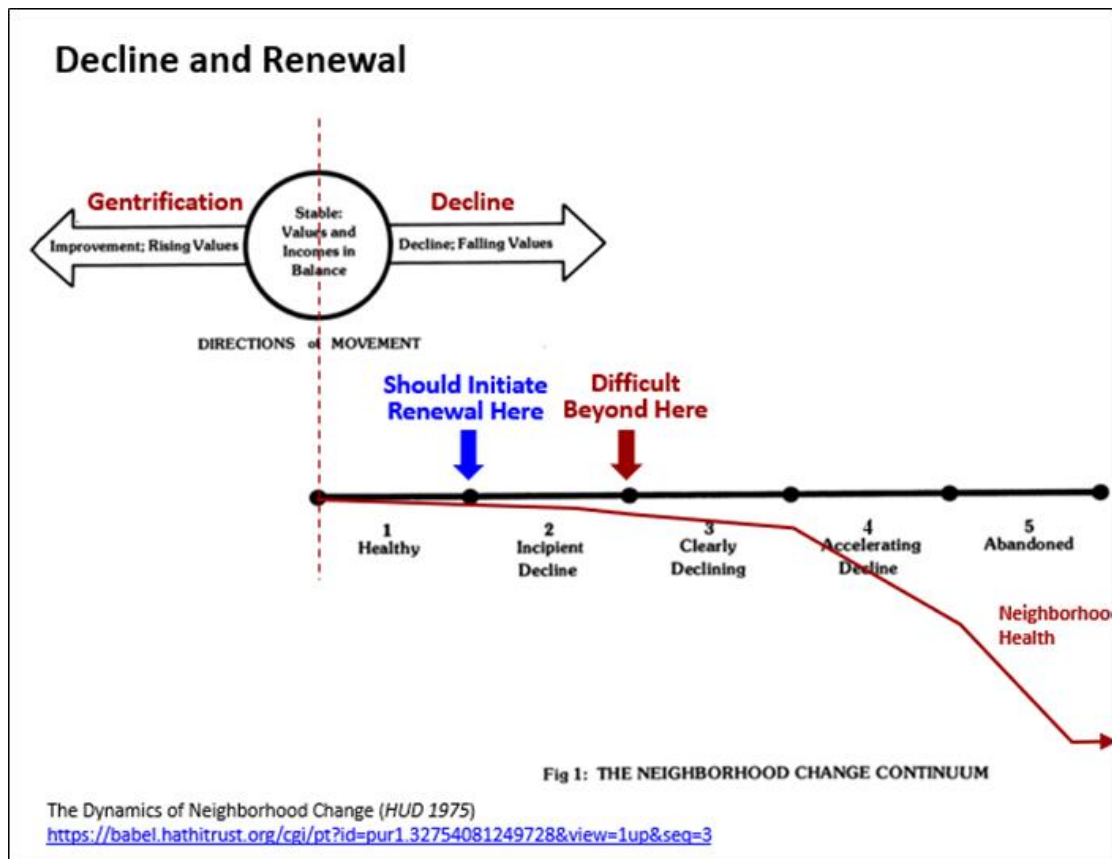 Decline and Renewal
Gentrification
Decline
Improvement; Rising Values
Stable:
Values and
Incomes in
Balance
Decline; Falling Values
DIRECTIONS of MOVEMENT
Should Initiate
Renewal Here
Difficult
Beyond Here
1
Healthy
2
Incipient
Decline
3
Clearly
Declining
4
Accelerating
Decline
5
Abandoned
Neighborhood
Health
Fig 1: THE NEIGHBORHOOD CHANGE CONTINUUM
The Dynamics of Neighborhood Change (HUD 1975)
https://babel.hathitrust.org/cgi/pt?id=pur1.32754081249728&view=1up&seq=3